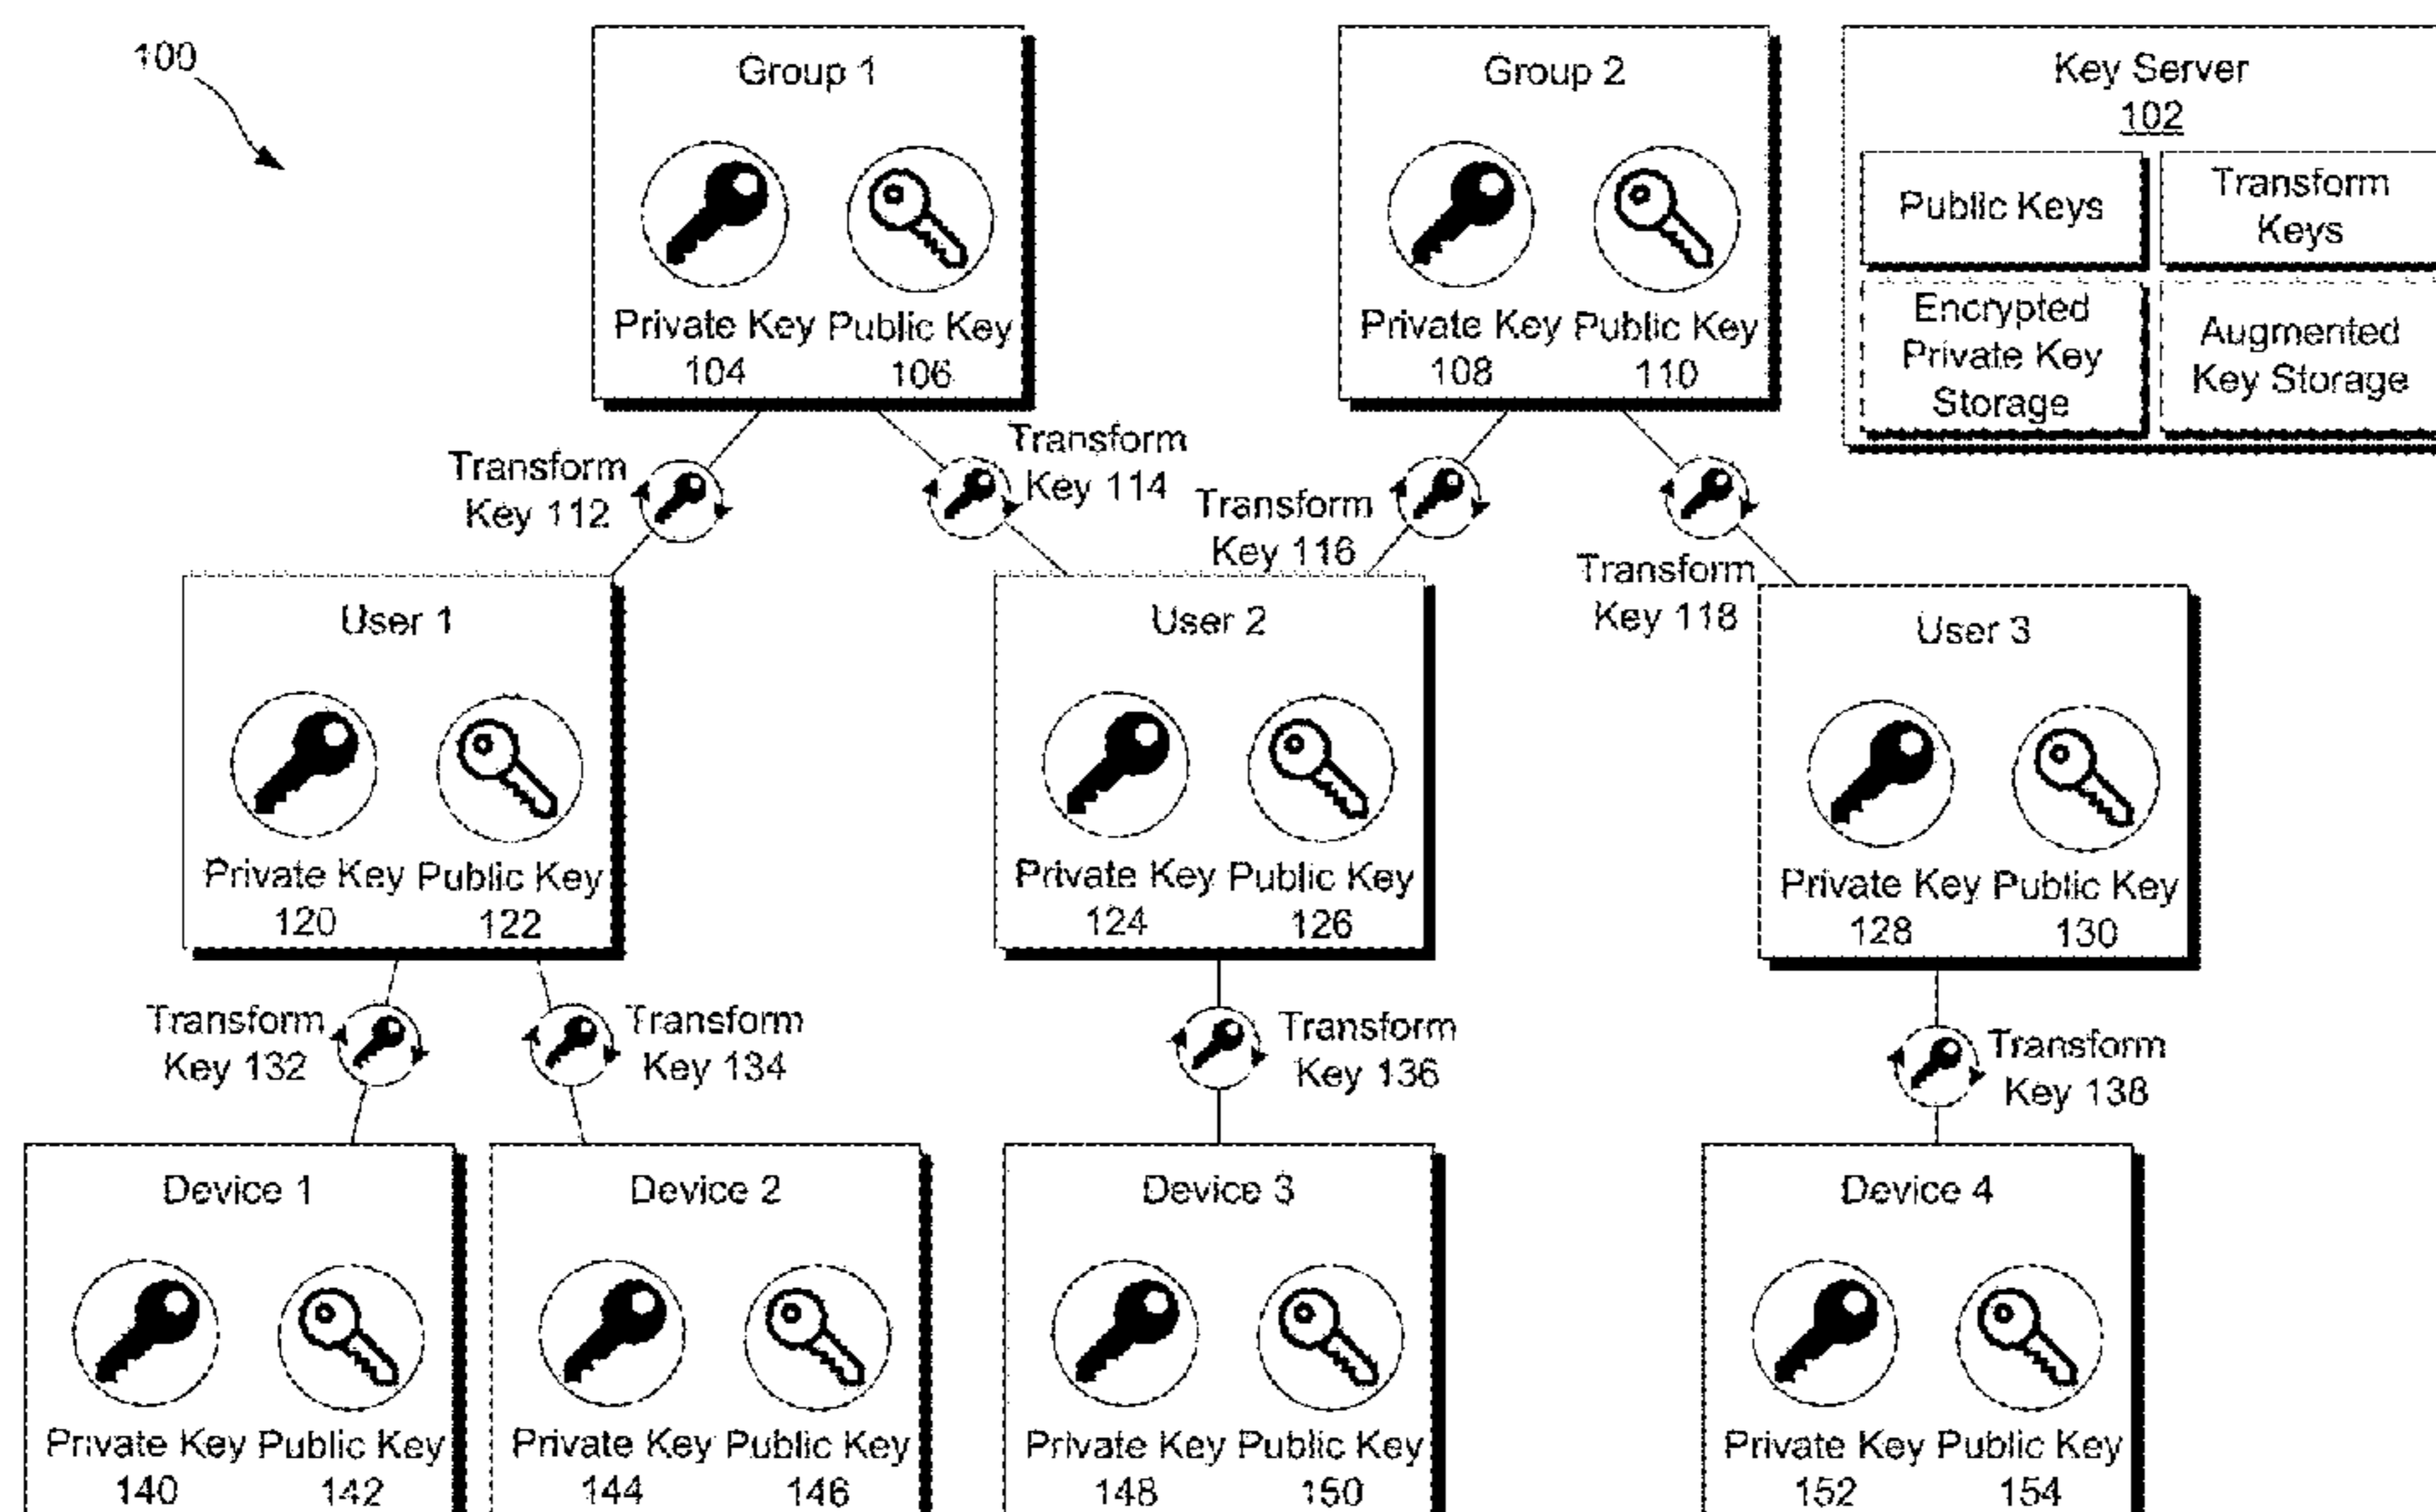 100
Group 1
Private Key Public Key
104 106
Group 2
Private Key Public Key
108 110
Key Server
102
Public Keys
Transform
Keys
Encrypted
Private Key
Storage
Augmented
Key Storage
Transform
Key 112
Transform
Key 114
Transform
Key 116
Transform
Key 118
User 1
Private Key Public Key
120 122
User 2
Private Key Public Key
124 126
User 3
Private Key Public Key
128 130
Transform
Key 132
Transform
Key 134
Transform
Key 136
Transform
Key 138
Device 1
Private Key Public Key
140 142
Device 2
Private Key Public Key
144 146
Device 3
Private Key Public Key
148 150
Device 4
Private Key Public Key
152 154